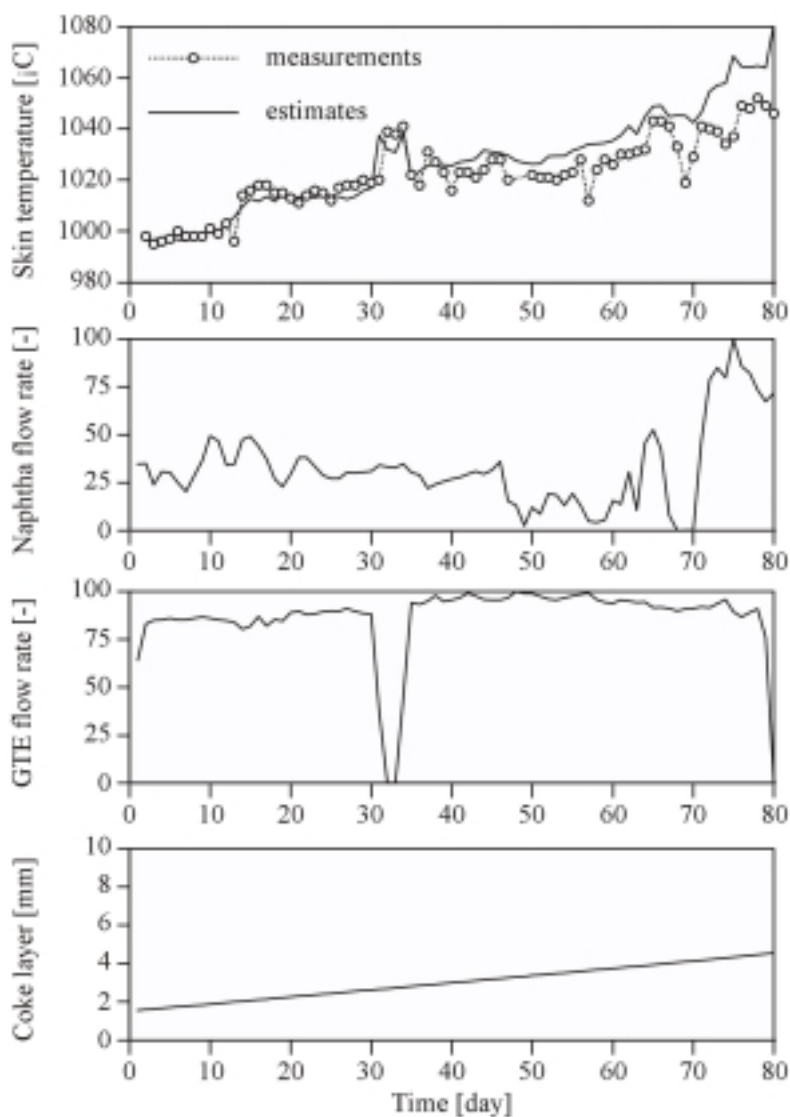 Skin temperature [¡C]
1080
1060
1040
1020
1000
980
measurements
estimates
0 10 20 30 40 50 60 70 80
Naphtha flow rate [-]
100
75
50
25
0
0 10 20 30 40 50 60 70 80
GTE flow rate [-]
100
75
50
25
0
0 10 20 30 40 50 60 70 80
Coke layer [mm]
10
8
6
4
2
0
0 10 20 30 40 50 60 70 80
Time [day]